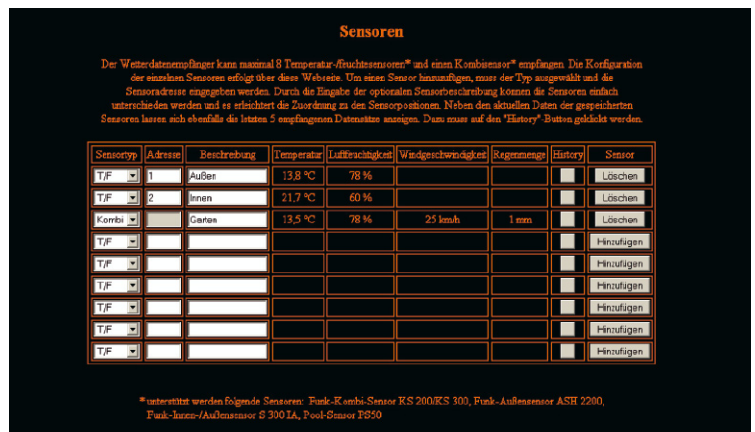 Sensoren
Der Wetterdatenempfänger kann maximal 8 Temperatur-/feuchtesensoren* und einen Kombisensor* empfangen. Die Konfiguration
der einzelnen Sensoren erfolgt über diese Webseite. Um einen Sensor hinzuzufügen, muss der Typ ausgewählt und die
Sensoradresse eingegeben werden. Durch die Eingabe der optionalen Sensorbeschreibung können die Sensoren einfach
unterschieden werden und es erleichtert die Zuordnung zu den Sensorpositionen. Neben den aktuellen Daten der gespeicherten
Sensoren lassen sich ebenfalls die letzten 5 empfangenen Datensätze anzeigen. Dazu muss auf den "History"-Button geklickt werden.
Sensortyp Adresse Beschreibung Temperatur Luftfeuchtigkeit Windgeschwindigkeit Regenmenge History Sensor
T/F 1 Außen 13,8 °C 78 % Löschen
T/F 2 Innen 21,7 °C 60 % Löschen
Kombi Garten 13,5 °C 78 % 25 km/h 1 mm Löschen
T/F Hinzufügen
T/F Hinzufügen
T/F Hinzufügen
T/F Hinzufügen
T/F Hinzufügen
T/F Hinzufügen
* unterstützt werden folgende Sensoren: Funk-Kombi-Sensor KS 200/KS 300, Funk-Außensensor ASH 2200,
Funk-Innen-/Außensensor S 300 IA, Pool-Sensor PS50